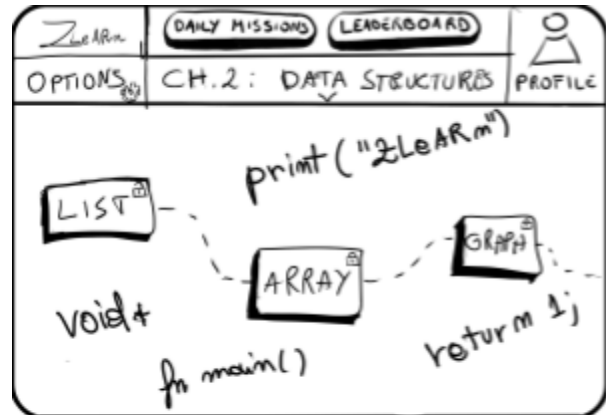 ZLeARn
DAILY MISSIONS
LEADERBOARD
OPTIONS
CH.2: DATA STRUCTURES
PROFILE
print("ZLeARn")
LIST
ARRAY
GRAPH
void*
fn main()
return 1;